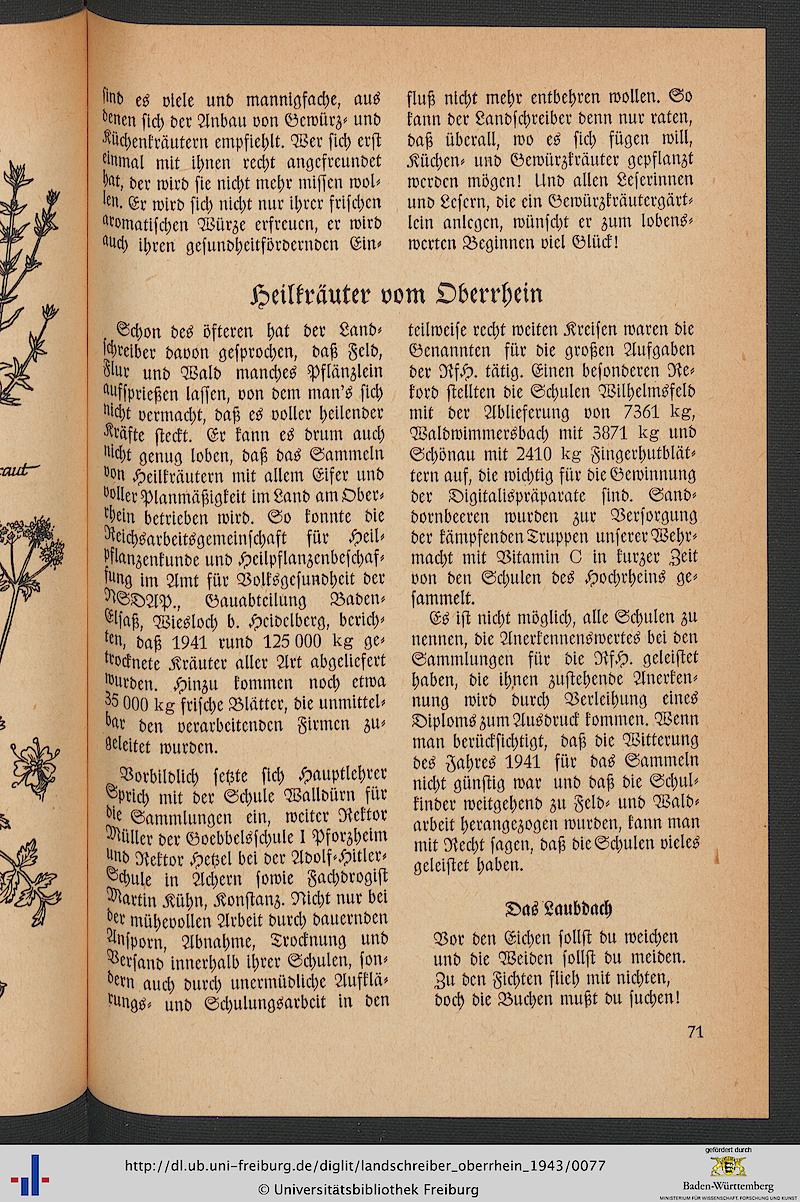 sind es viele und mannigfache, aus
denen sich der Anbau von Gewürz- und
Küchenkräutern empfiehlt. Wer sich erst
einmal mit ihnen recht angefreundet
hat, der wird sie nicht mehr missen wol-
len. Er wird sich nicht nur ihrer frischen
aromatischen Würze erfreuen, er wird
auch ihren gesundheitfördernden Ein-
fluß nicht mehr entbehren wollen. So
kann der Landschreiber denn nur raten,
daß überall, wo es sich fügen will,
Küchen- und Gewürzkräuter gepflanzt
werden mögen! Und allen Leserinnen
und Lesern, die ein Gewürzkräutergärt-
lein anlegen, wünscht er zum lobens-
werten Beginnen viel Glück!
Heilkräuter vom Oberrhein
Schon des öfteren hat der Land-
schreiber davon gesprochen, daß Feld,
Flur und Wald manches Pflänzlein
aufsprießen lassen, von dem man's sich
nicht vermacht, daß es voller heilender
Kräfte steckt. Er kann es drum auch
nicht genug loben, daß das Sammeln
von Heilkräutern mit allem Eifer und
voller Planmäßigkeit im Land am Ober-
rhein betrieben wird. So konnte die
Reichsarbeitsgemeinschaft für Heil-
pflanzenkunde und Heilpflanzenbeschaf-
fung im Amt für Volksgesundheit der
NSDAP., Gauabteilung Baden-
Elsaß, Wiesloch b. Heidelberg, berich-
ten, daß 1941 rund 125 000 kg ge-
trocknete Kräuter aller Art abgeliefert
wurden. Hinzu kommen noch etwa
35 000 kg frische Blätter, die unmittel-
bar den verarbeitenden Firmen zu-
geleitet wurden.
Vorbildlich setzte sich Hauptlehrer
Sprich mit der Schule Walldürn für
die Sammlungen ein, weiter Rektor
Müller der Goebbelsschule I Pforzheim
und Rektor Hetzel bei der Adolf-Hitler-
Schule in Achern sowie Fachdrogist
Martin Kühn, Konstanz. Nicht nur bei
der mühevollen Arbeit durch dauernden
Ansporn, Abnahme, Trocknung und
Versand innerhalb ihrer Schulen, son-
dern auch durch unermüdliche Aufklä-
rungs- und Schulungsarbeit in den
teilweise recht weiten Kreisen waren die
Genannten für die großen Aufgaben
der RfH. tätig. Einen besonderen Re-
kord stellten die Schulen Wilhelmsfeld
mit der Ablieferung von 7361 kg,
Waldwimmersbach mit 3871 kg und
Schönau mit 2410 kg Fingerhutblät-
tern auf, die wichtig für die Gewinnung
der Digitalispräparate sind. Sand-
dornbeeren wurden zur Versorgung
der kämpfenden Truppen unserer Wehr-
macht mit Vitamin C in kurzer Zeit
von den Schulen des Hochrheins ge-
sammelt.
Es ist nicht möglich, alle Schulen zu
nennen, die Anerkennenswertes bei den
Sammlungen für die RfH. geleistet
haben, die ihnen zustehende Anerken-
nung wird durch Verleihung eines
Diploms zum Ausdruck kommen. Wenn
man berücksichtigt, daß die Witterung
des Jahres 1941 für das Sammeln
nicht günstig war und daß die Schul-
kinder weitgehend zu Feld- und Wald-
arbeit herangezogen wurden, kann man
mit Recht sagen, daß die Schulen vieles
geleistet haben.
Das Laubdach
Vor den Eichen sollst du weichen
und die Weiden sollst du meiden.
Zu den Fichten flieh mit nichten,
doch die Buchen mußt du suchen!
71
http://dl.ub.uni-freiburg.de/diglit/landschreiber_oberrhein_1943/0077
© Universitätsbibliothek Freiburg
gefördert durch
Baden-Württemberg
MINISTERIUM FÜR WISSENSCHAFT, FORSCHUNG UND KUNST